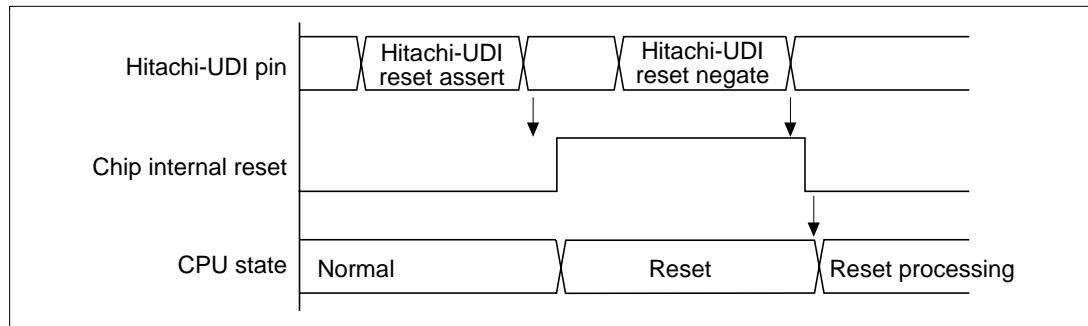 Hitachi-UDI pin
Hitachi-UDI
reset assert
Hitachi-UDI
reset negate
Chip internal reset
CPU state
Normal
Reset
Reset processing